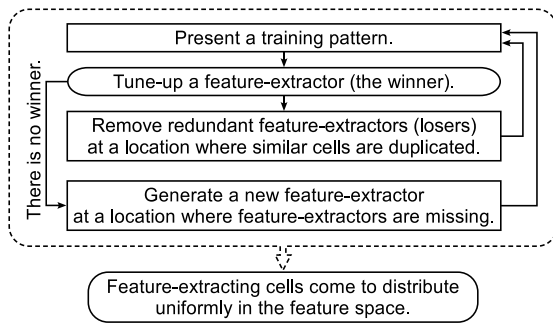 Present a training pattern.
Tune-up a feature-extractor (the winner).
There is no winner.
Remove redundant feature-extractors (losers)
at a location where similar cells are duplicated.
Generate a new feature-extractor
at a location where feature-extractors are missing.
Feature-extracting cells come to distribute
uniformly in the feature space.